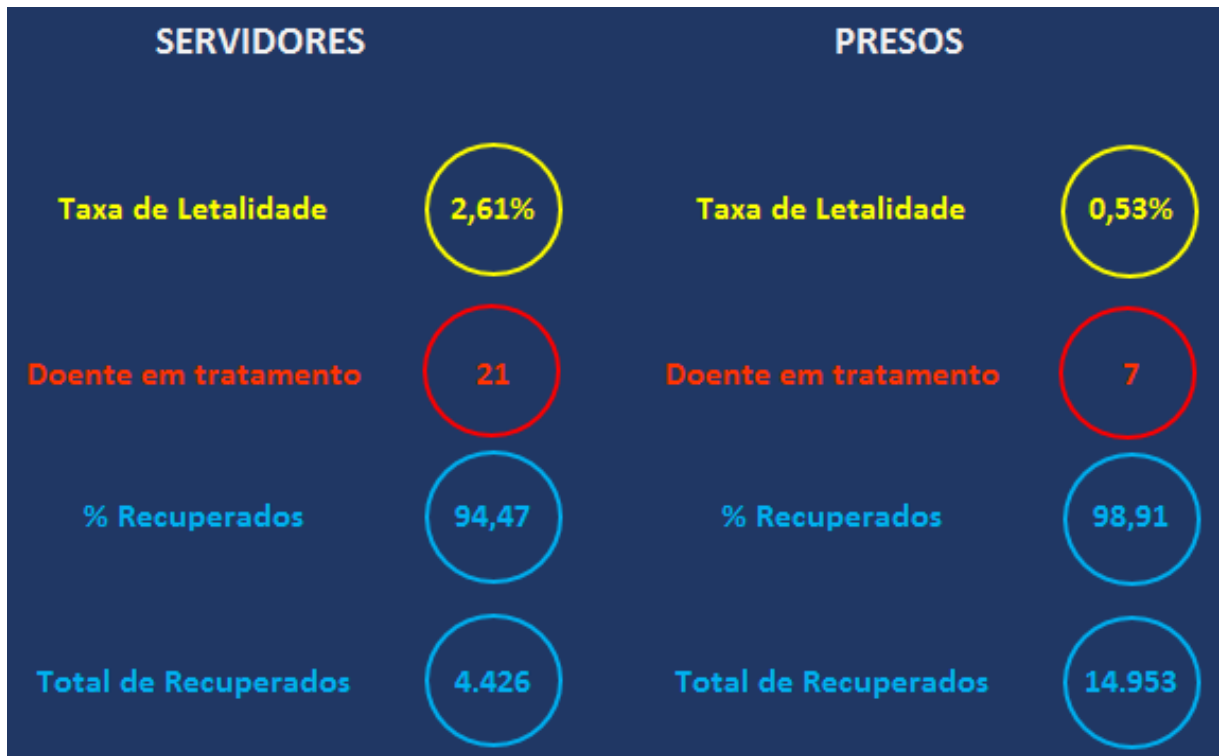 SERVIDORES
PRESOS
Taxa de Letalidade 2,61%
Taxa de Letalidade 0,53%
Doente em tratamento 21
Doente em tratamento 7
% Recuperados 94,47
% Recuperados 98,91
Total de Recuperados 4.426
Total de Recuperados 14.953